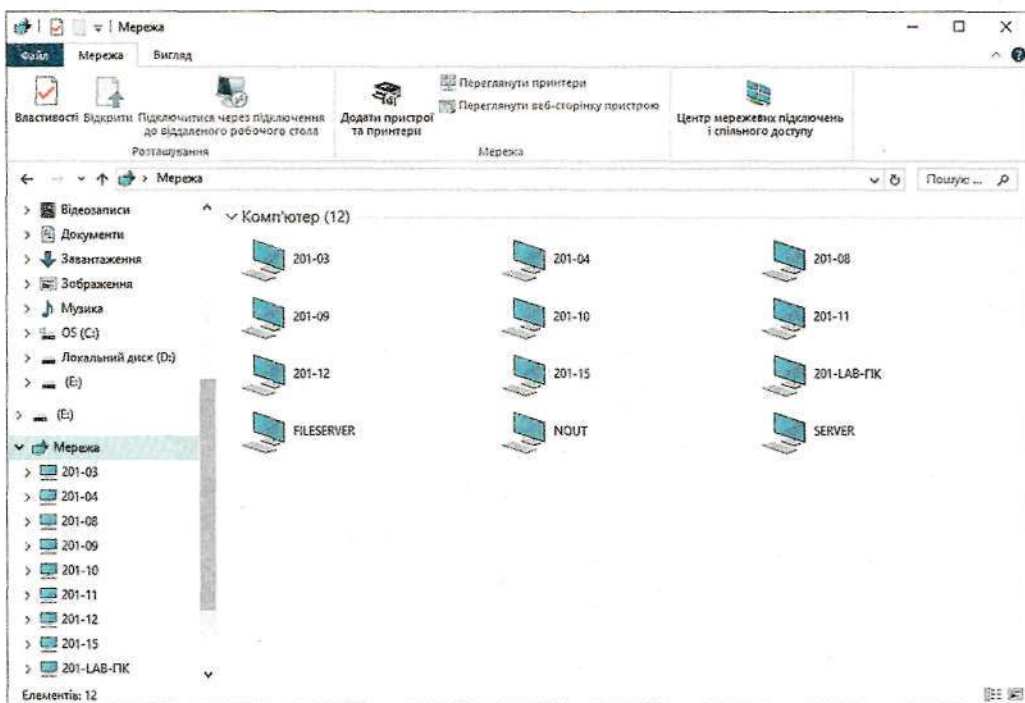 Мережа
Файл Мережа Вигляд
Властивості Відкрити Підключитися через підключення до віддаленого робочого стола
Розташування
Додати пристрої та принтери
Переглянути принтери
Переглянути веб-сторінку пристрою
Мережа
Центр мережевих підключень і спільного доступу
Мережа
Пошук ...
Відеозаписи
Документи
Завантаження
Зображення
Музика
OS (C:)
Локальний диск (D:)
(E:)
(E:)
Мережа
201-03
201-04
201-08
201-09
201-10
201-11
201-12
201-15
201-LAB-ПК
Комп'ютер (12)
201-03 201-04 201-08
201-09 201-10 201-11
201-12 201-15 201-LAB-ПК
FILESERVER NOUT SERVER
Елементів: 12